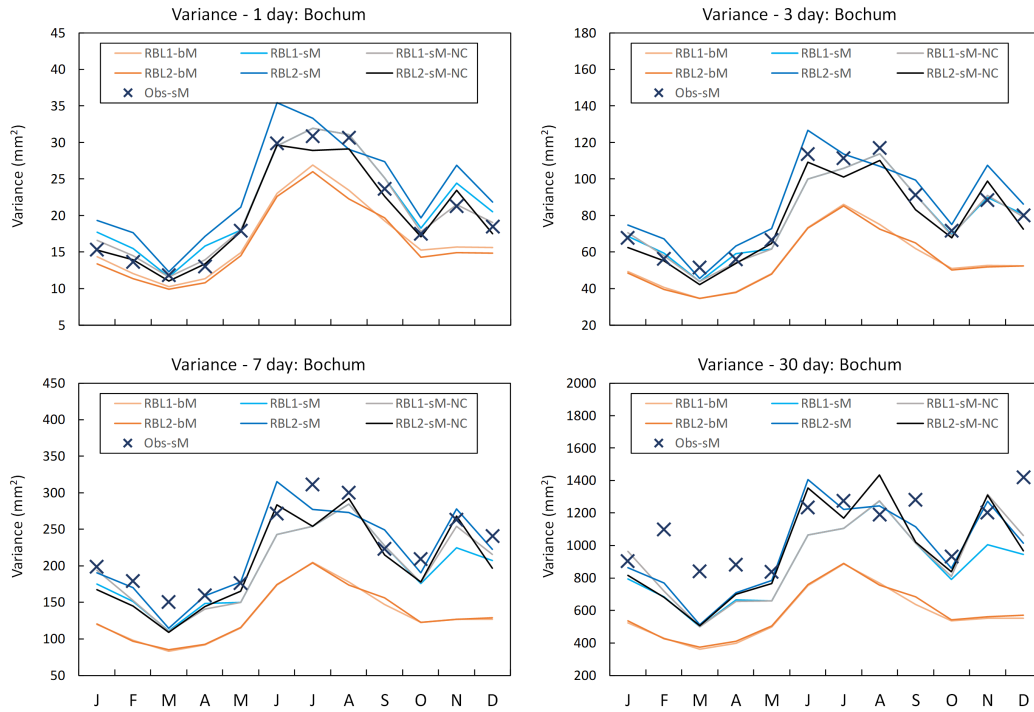 Variance - 1 day: Bochum
45
40
35
30
25
20
15
10
5
Variance (mm²)
RBL1-bM RBL1-sM RBL1-sM-NC
RBL2-bM RBL2-sM RBL2-sM-NC
Obs-sM
Variance - 3 day: Bochum
180
160
140
120
100
80
60
40
20
Variance (mm²)
RBL1-bM RBL1-sM RBL1-sM-NC
RBL2-bM RBL2-sM RBL2-sM-NC
Obs-sM
Variance - 7 day: Bochum
450
400
350
300
250
200
150
100
50
Variance (mm²)
RBL1-bM RBL1-sM RBL1-sM-NC
RBL2-bM RBL2-sM RBL2-sM-NC
Obs-sM
J F M A M J J A S O N D
Variance - 30 day: Bochum
2000
1800
1600
1400
1200
1000
800
600
400
200
Variance (mm²)
RBL1-bM RBL1-sM RBL1-sM-NC
RBL2-bM RBL2-sM RBL2-sM-NC
Obs-sM
J F M A M J J A S O N D